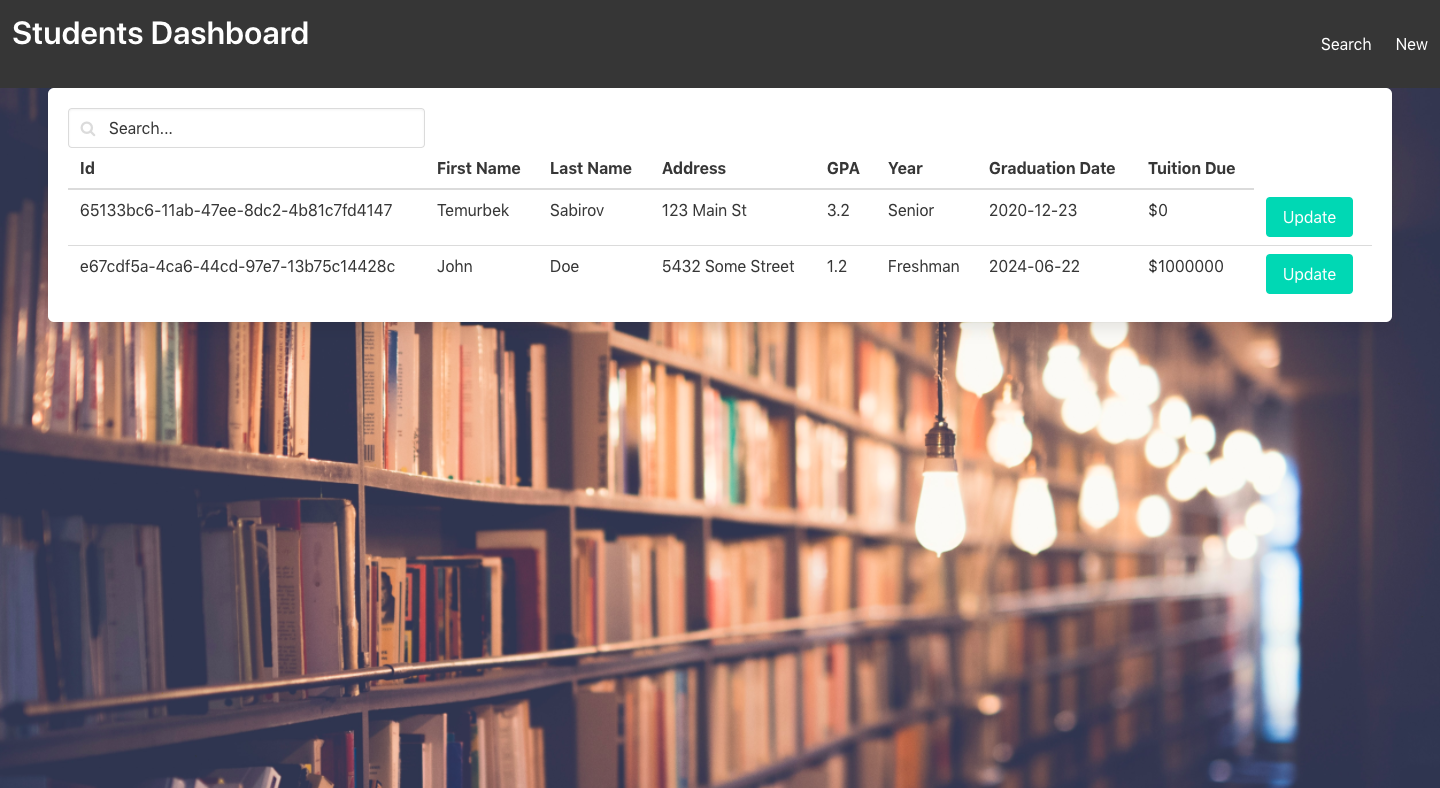 Students Dashboard
Search New
Search...
Id First Name Last Name Address GPA Year Graduation Date Tuition Due
65133bc6-11ab-47ee-8dc2-4b81c7fd4147 Temurbek Sabirov 123 Main St 3.2 Senior 2020-12-23 $0 Update
e67cdf5a-4ca6-44cd-97e7-13b75c14428c John Doe 5432 Some Street 1.2 Freshman 2024-06-22 $1000000 Update